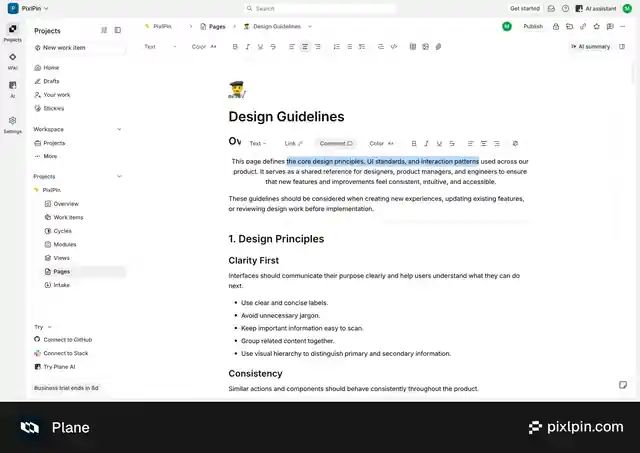 P PixlPin
Search
Get started
AI assistant
M
Projects
Wiki
AI
Settings
Projects
New work item
Home
Drafts
Your work
Stickies
Workspace
Projects
More
Projects
PixlPin
Overview
Work items
Cycles
Modules
Views
Pages
Intake
Try
Connect to GitHub
Connect to Slack
Try Plane AI
Business trial ends in 8d
PixlPin
Pages
Design Guidelines
M
Publish
Text
Color Aa
B I U S
AI summary
Design Guidelines
Ov
Text
Link
Comment
Color Aa
B I U S
This page defines the core design principles, UI standards, and interaction patterns used across our
product. It serves as a shared reference for designers, product managers, and engineers to ensure
that new features and improvements feel consistent, intuitive, and accessible.
These guidelines should be considered when creating new experiences, updating existing features,
or reviewing design work before implementation.
1. Design Principles
Clarity First
Interfaces should communicate their purpose clearly and help users understand what they can do
next.
• Use clear and concise labels.
• Avoid unnecessary jargon.
• Keep important information easy to scan.
• Group related content together.
• Use visual hierarchy to distinguish primary and secondary information.
Consistency
Similar actions and components should behave consistently throughout the product.
Plane
pixlpin.com